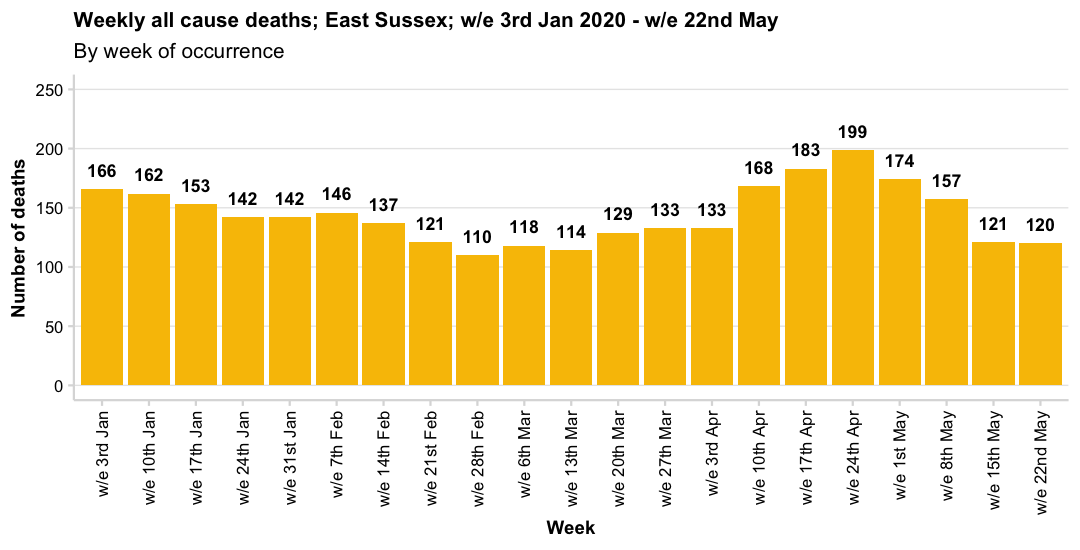 Weekly all cause deaths; East Sussex; w/e 3rd Jan 2020 - w/e 22nd May
By week of occurrence
Number of deaths
250
200
150
100
50
0
166
162
153
142
142
146
137
121
110
118
114
129
133
133
168
183
199
174
157
121
120
w/e 3rd Jan
w/e 10th Jan
w/e 17th Jan
w/e 24th Jan
w/e 31st Jan
w/e 7th Feb
w/e 14th Feb
w/e 21st Feb
w/e 28th Feb
w/e 6th Mar
w/e 13th Mar
w/e 20th Mar
w/e 27th Mar
w/e 3rd Apr
w/e 10th Apr
w/e 17th Apr
w/e 24th Apr
w/e 1st May
w/e 8th May
w/e 15th May
w/e 22nd May
Week